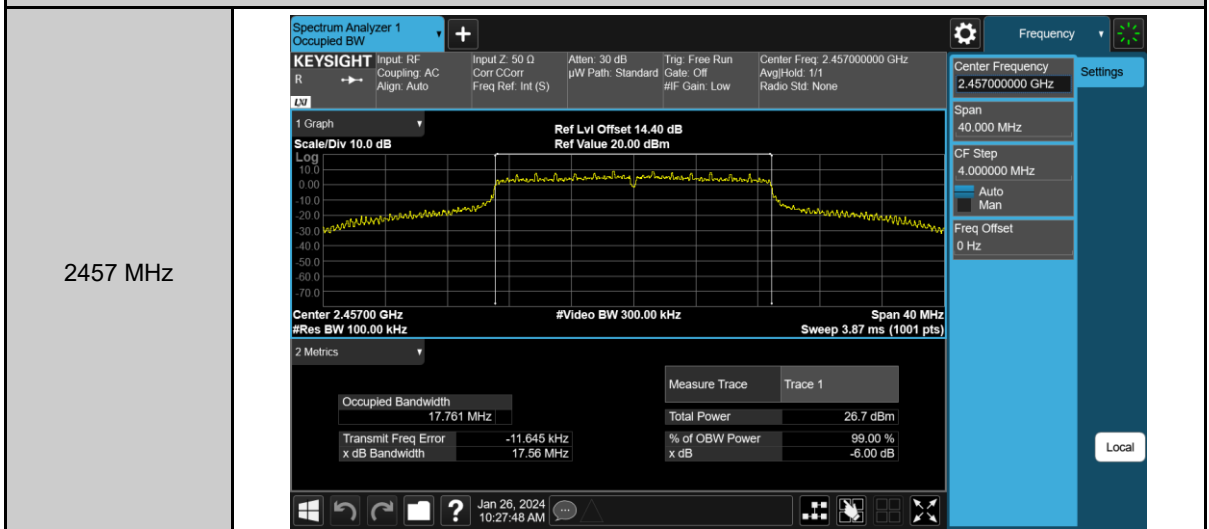 2457 MHz
Spectrum Analyzer 1
Occupied BW
+
Frequency
KEYSIGHT
R
LXI
Input: RF
Coupling: AC
Align: Auto
Input Z: 50 Ω
Corr CCorr
Freq Ref: Int (S)
Atten: 30 dB
µW Path: Standard
Trig: Free Run
Gate: Off
#IF Gain: Low
Center Freq: 2.457000000 GHz
Avg|Hold: 1/1
Radio Std: None
Center Frequency
2.457000000 GHz
Settings
Span
40.000 MHz
CF Step
4.000000 MHz
Auto
Man
Freq Offset
0 Hz
Local
1 Graph
Scale/Div 10.0 dB
Ref Lvl Offset 14.40 dB
Ref Value 20.00 dBm
Log
10.0
0.00
-10.0
-20.0
-30.0
-40.0
-50.0
-60.0
-70.0
Center 2.45700 GHz
#Video BW 300.00 kHz
Span 40 MHz
#Res BW 100.00 kHz
Sweep 3.87 ms (1001 pts)
2 Metrics
Measure Trace Trace 1
Occupied Bandwidth
17.761 MHz
Total Power 26.7 dBm
Transmit Freq Error -11.645 kHz
% of OBW Power 99.00 %
x dB Bandwidth 17.56 MHz
x dB -6.00 dB
?
Jan 26, 2024
10:27:48 AM